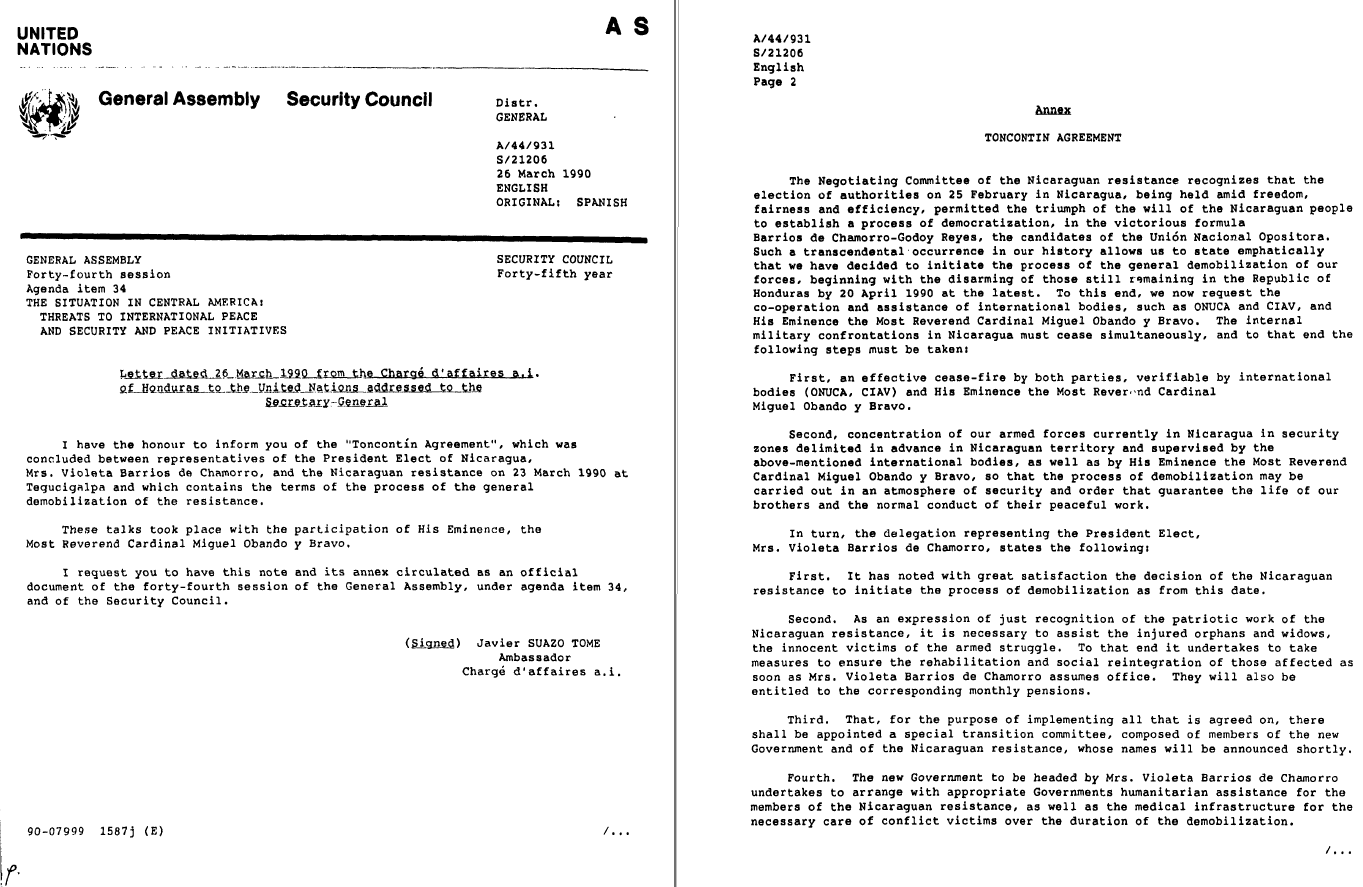 UNITED
NATIONS
A S
General Assembly Security Council
Distr.
GENERAL
A/44/931
S/21206
26 March 1990
ENGLISH
ORIGINAL: SPANISH
GENERAL ASSEMBLY
Forty-fourth session
Agenda item 34
THE SITUATION IN CENTRAL AMERICA:
THREATS TO INTERNATIONAL PEACE
AND SECURITY AND PEACE INITIATIVES
SECURITY COUNCIL
Forty-fifth year
Letter dated 26 March 1990 from the Chargé d'affaires a.i.
of Honduras to the United Nations addressed to the
Secretary-General
I have the honour to inform you of the "Toncontín Agreement", which was
concluded between representatives of the President Elect of Nicaragua,
Mrs. Violeta Barrios de Chamorro, and the Nicaraguan resistance on 23 March 1990 at
Tegucigalpa and which contains the terms of the process of the general
demobilization of the resistance.
These talks took place with the participation of His Eminence, the
Most Reverend Cardinal Miguel Obando y Bravo.
I request you to have this note and its annex circulated as an official
document of the forty-fourth session of the General Assembly, under agenda item 34,
and of the Security Council.
(Signed) Javier SUAZO TOME
Ambassador
Chargé d'affaires a.i.
90-07999 1587j (E)
/...
A/44/931
S/21206
English
Page 2
Annex
TONCONTIN AGREEMENT
The Negotiating Committee of the Nicaraguan resistance recognizes that the
election of authorities on 25 February in Nicaragua, being held amid freedom,
fairness and efficiency, permitted the triumph of the will of the Nicaraguan people
to establish a process of democratization, in the victorious formula
Barrios de Chamorro-Godoy Reyes, the candidates of the Unión Nacional Opositora.
Such a transcendental occurrence in our history allows us to state emphatically
that we have decided to initiate the process of the general demobilization of our
forces, beginning with the disarming of those still remaining in the Republic of
Honduras by 20 April 1990 at the latest. To this end, we now request the
co-operation and assistance of international bodies, such as ONUCA and CIAV, and
His Eminence the Most Reverend Cardinal Miguel Obando y Bravo. The internal
military confrontations in Nicaragua must cease simultaneously, and to that end the
following steps must be taken:
First, an effective cease-fire by both parties, verifiable by international
bodies (ONUCA, CIAV) and His Eminence the Most Reverend Cardinal
Miguel Obando y Bravo.
Second, concentration of our armed forces currently in Nicaragua in security
zones delimited in advance in Nicaraguan territory and supervised by the
above-mentioned international bodies, as well as by His Eminence the Most Reverend
Cardinal Miguel Obando y Bravo, so that the process of demobilization may be
carried out in an atmosphere of security and order that guarantee the life of our
brothers and the normal conduct of their peaceful work.
In turn, the delegation representing the President Elect,
Mrs. Violeta Barrios de Chamorro, states the following:
First. It has noted with great satisfaction the decision of the Nicaraguan
resistance to initiate the process of demobilization as from this date.
Second. As an expression of just recognition of the patriotic work of the
Nicaraguan resistance, it is necessary to assist the injured orphans and widows,
the innocent victims of the armed struggle. To that end it undertakes to take
measures to ensure the rehabilitation and social reintegration of those affected as
soon as Mrs. Violeta Barrios de Chamorro assumes office. They will also be
entitled to the corresponding monthly pensions.
Third. That, for the purpose of implementing all that is agreed on, there
shall be appointed a special transition committee, composed of members of the new
Government and of the Nicaraguan resistance, whose names will be announced shortly.
Fourth. The new Government to be headed by Mrs. Violeta Barrios de Chamorro
undertakes to arrange with appropriate Governments humanitarian assistance for the
members of the Nicaraguan resistance, as well as the medical infrastructure for the
necessary care of conflict victims over the duration of the demobilization.
/...